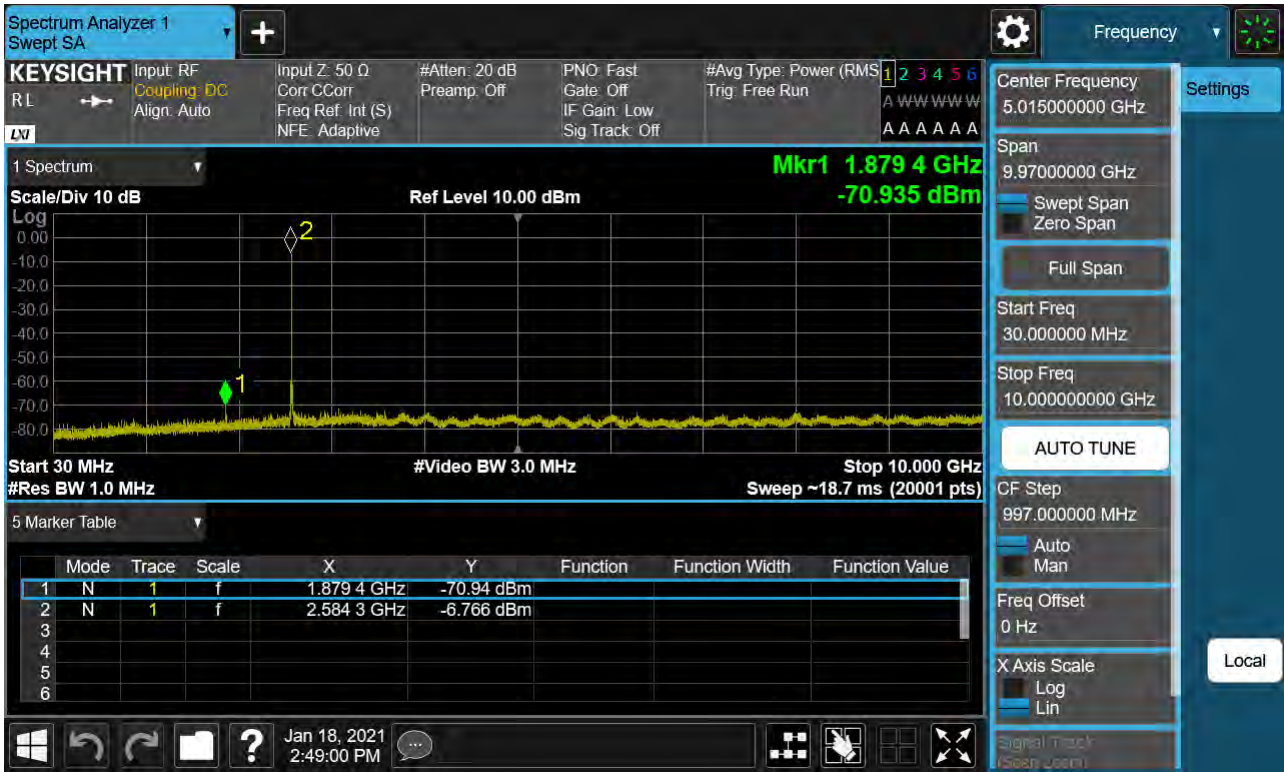 Spectrum Analyzer 1
Swept SA
Frequency
KEYSIGHT
RL
LXI
Input: RF
Coupling: DC
Align: Auto
Input Z: 50 Ω
Corr CCorr
Freq Ref: Int (S)
NFE: Adaptive
#Atten: 20 dB
Preamp: Off
PNO: Fast
Gate: Off
IF Gain: Low
Sig Track: Off
#Avg Type: Power (RMS
Trig: Free Run
1 2 3 4 5 6
A W W W W W
A A A A A A
Center Frequency
5.015000000 GHz
Settings
1 Spectrum
Mkr1 1.879 4 GHz
-70.935 dBm
Scale/Div 10 dB
Ref Level 10.00 dBm
Log
0.00
-10.0
-20.0
-30.0
-40.0
-50.0
-60.0
-70.0
-80.0
2
1
Start 30 MHz
#Video BW 3.0 MHz
Stop 10.000 GHz
#Res BW 1.0 MHz
Sweep ~18.7 ms (20001 pts)
Span
9.97000000 GHz
Swept Span
Zero Span
Full Span
Start Freq
30.000000 MHz
Stop Freq
10.000000000 GHz
AUTO TUNE
CF Step
997.000000 MHz
Auto
Man
Freq Offset
0 Hz
X Axis Scale
Log
Lin
Signal Track
(Span Zoom)
Local
5 Marker Table
Mode Trace Scale X Y Function Function Width Function Value
1 N 1 f 1.879 4 GHz -70.94 dBm
2 N 1 f 2.584 3 GHz -6.766 dBm
3
4
5
6
?
Jan 18, 2021
2:49:00 PM